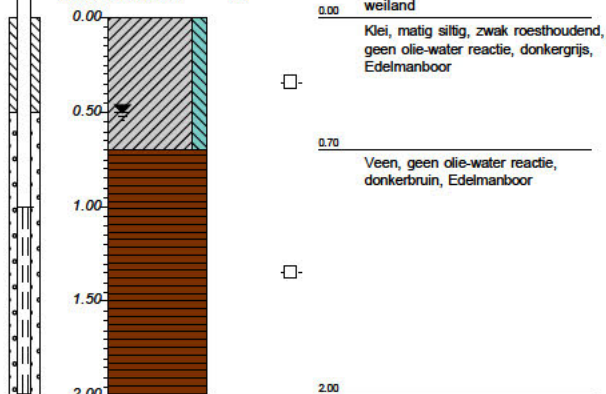 weiland
0.00
0.00
Klei, matig siltig, zwak roesthoudend,
geen olie-water reactie, donkergrijs,
Edelmanboor
0.50
0.70
Veen, geen olie-water reactie,
donkerbruin, Edelmanboor
1.00
1.50
2.00
2.00